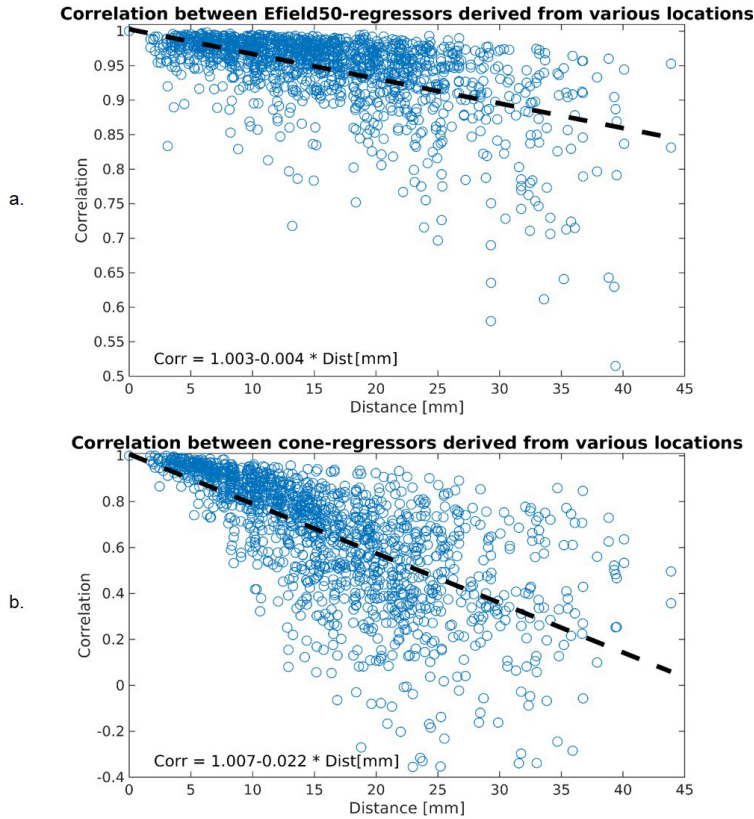 Correlation between Efield50-regressors derived from various locations
1
0.95
0.9
0.85
0.8
0.75
0.7
0.65
0.6
0.55
0.5
Correlation
a.
Corr = 1.003-0.004 * Dist[mm]
0 5 10 15 20 25 30 35 40 45
Distance [mm]
Correlation between cone-regressors derived from various locations
1
0.8
0.6
0.4
0.2
0
-0.2
-0.4
Correlation
b.
Corr = 1.007-0.022 * Dist[mm]
0 5 10 15 20 25 30 35 40 45
Distance [mm]